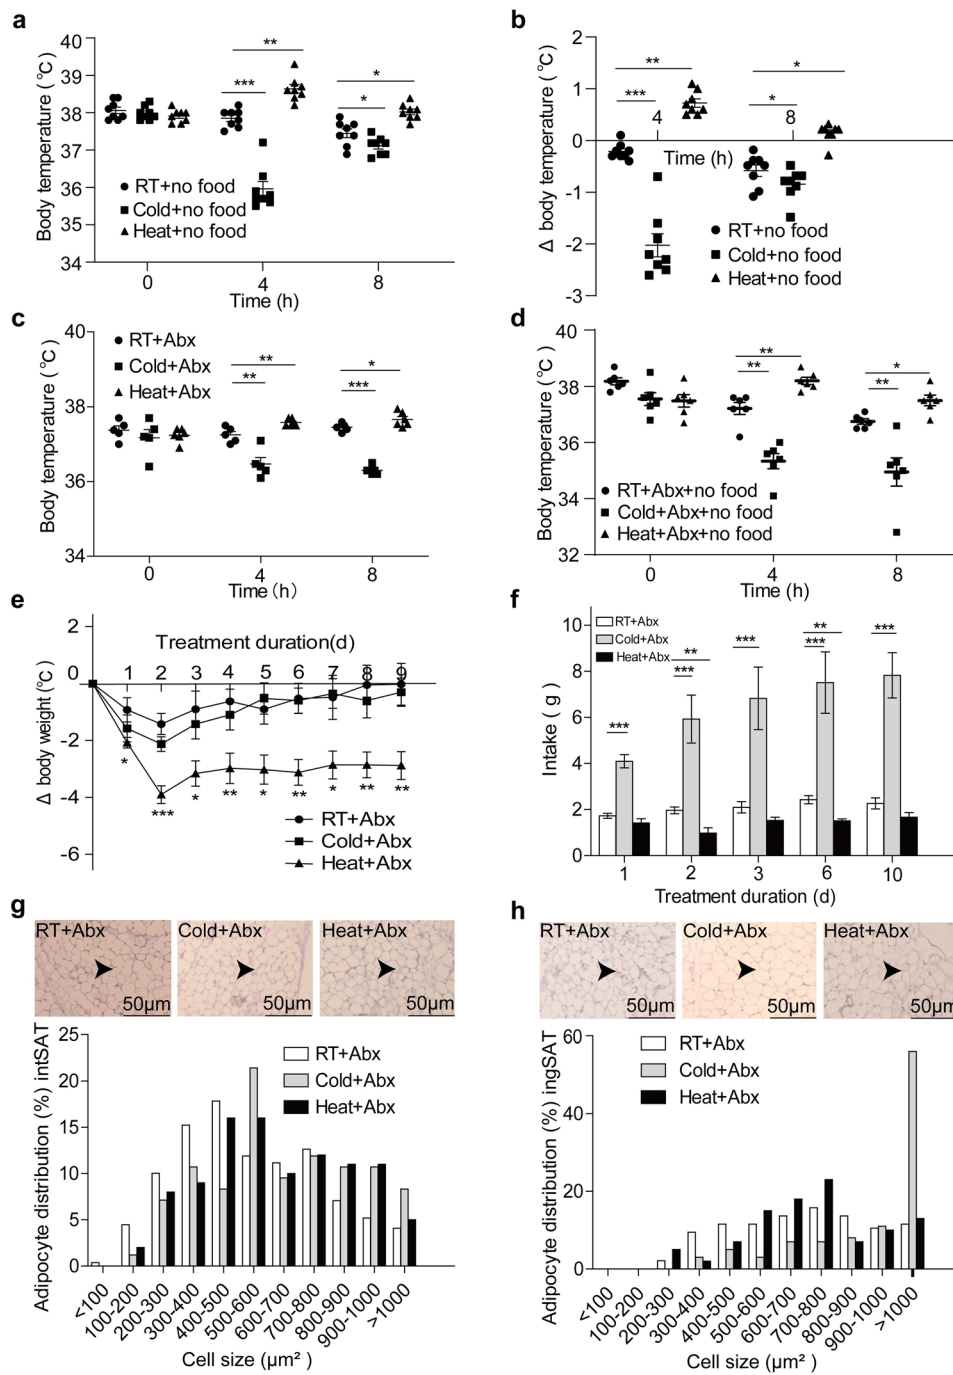 a
Body temperature (°C)
40
39
38
37
36
35
34
** 
***
*
*
RT+no food
Cold+no food
Heat+no food
0
4
8
Time (h)
b
Δ body temperature (°C)
2
1
0
-1
-2
-3
**
***
*
*
4
8
Time (h)
RT+no food
Cold+no food
Heat+no food
c
Body temperature (°C)
40
38
36
34
RT+Abx
Cold+Abx
Heat+Abx
**
**
*
***
0
4
8
Time (h)
d
Body temperature (°C)
40
38
36
34
32
**
**
*
**
RT+Abx+no food
Cold+Abx+no food
Heat+Abx+no food
0
4
8
Time (h)
e
Δ body weight (°C)
2
0
-2
-4
-6
Treatment duration(d)
1 2 3 4 5 6 7 8 9
* *** * ** * ** * ** **
RT+Abx
Cold+Abx
Heat+Abx
f
Intake ( g )
10
8
6
4
2
0
RT+Abx
Cold+Abx
Heat+Abx
***
**
***
***
**
***
***
1 2 3 6 10
Treatment duration (d)
g
RT+Abx
50μm
Cold+Abx
50μm
Heat+Abx
50μm
Adipocyte distribution (%) intSAT
25
20
15
10
5
0
RT+Abx
Cold+Abx
Heat+Abx
<100
100-200
200-300
300-400
400-500
500-600
600-700
700-800
800-900
900-1000
>1000
Cell size (μm²)
h
RT+Abx
50μm
Cold+Abx
50μm
Heat+Abx
50μm
Adipocyte distribution (%) ingSAT
60
40
20
0
RT+Abx
Cold+Abx
Heat+Abx
<100
100-200
200-300
300-400
400-500
500-600
600-700
700-800
800-900
900-1000
>1000
Cell size (μm²)